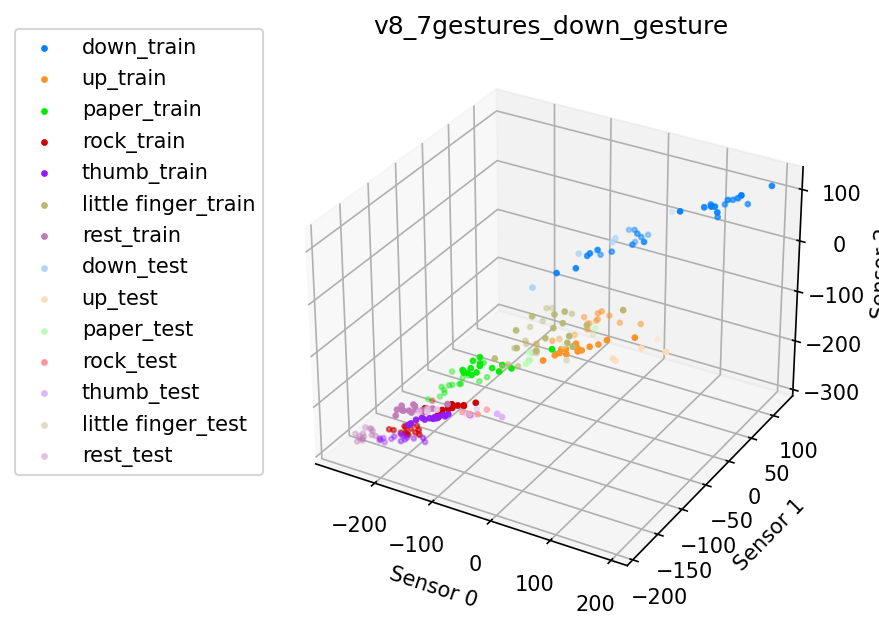 v8_7gestures_down_gesture
down_train
up_train
paper_train
rock_train
thumb_train
little finger_train
rest_train
down_test
up_test
paper_test
rock_test
thumb_test
little finger_test
rest_test
100
0
−100
−200
−300
−200
−100
0
100
200
Sensor 0
100
50
0
−50
−100
−150
−200
Sensor 1
Sensor